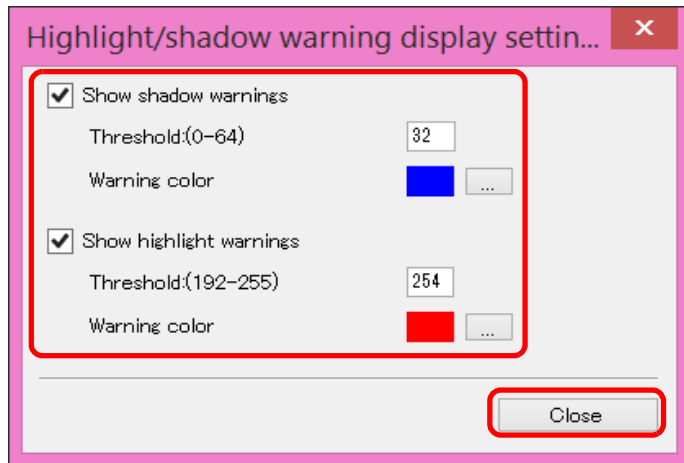 Highlight/shadow warning display settin...
Show shadow warnings
Threshold:(0-64) 32
Warning color ...
Show highlight warnings
Threshold:(192-255) 254
Warning color ...
Close